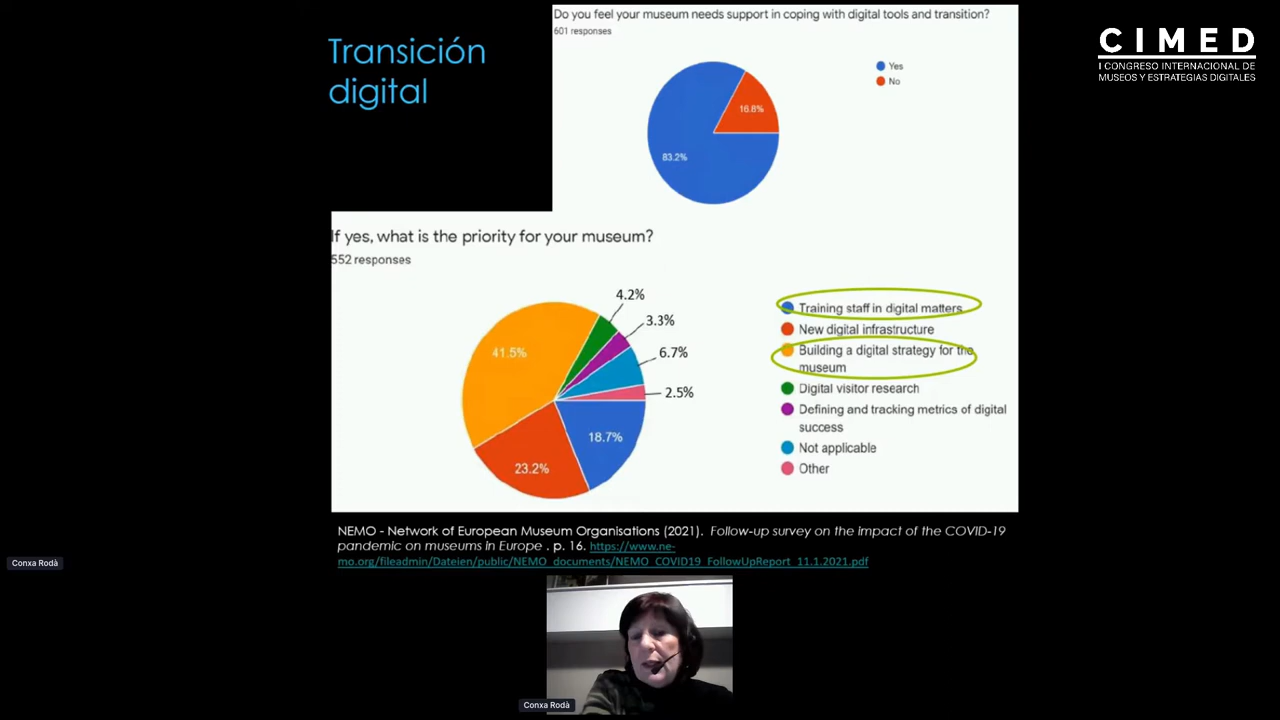 Transición
digital
Do you feel your museum needs support in coping with digital tools and transition?
601 responses
Yes
No
16.8%
83.2%
CIMED
I CONGRESO INTERNACIONAL DE
MUSEOS Y ESTRATEGIAS DIGITALES
If yes, what is the priority for your museum?
552 responses
4.2%
3.3%
6.7%
2.5%
41.5%
18.7%
23.2%
Training staff in digital matters
New digital infrastructure
Building a digital strategy for the
museum
Digital visitor research
Defining and tracking metrics of digital
success
Not applicable
Other
NEMO - Network of European Museum Organisations (2021). Follow-up survey on the impact of the COVID-19
pandemic on museums in Europe . p. 16. https://www.ne-
mo.org/fileadmin/Dateien/public/NEMO_documents/NEMO_COVID19_FollowUpReport_11.1.2021.pdf
Conxa Rodà
Conxa Rodà